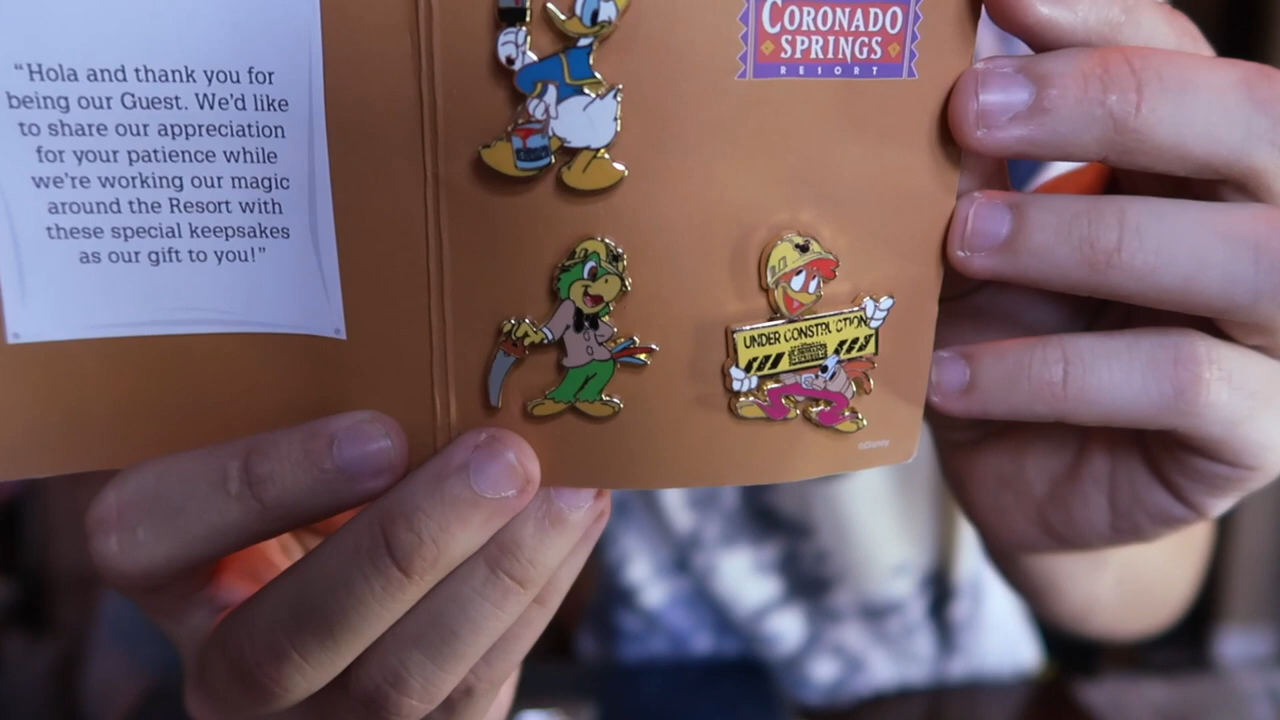 “Hola and thank you for
being our Guest. We’d like
to share our appreciation
for your patience while
we’re working our magic
around the Resort with
these special keepsakes
as our gift to you!”
CORONADO
SPRINGS
RESORT
UNDER CONSTRUCTION
©Disney